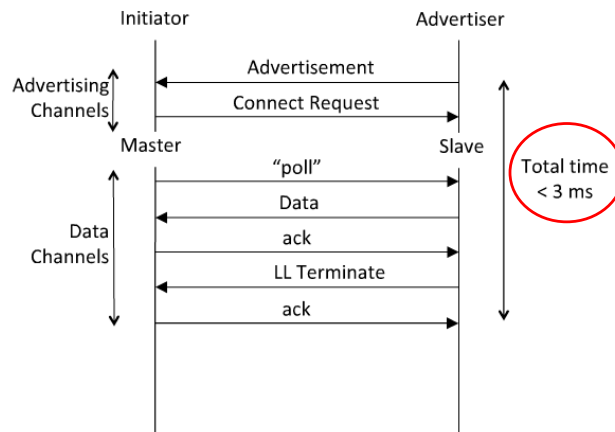 Initiator
Advertiser
Advertisement
Advertising
Channels
Connect Request
Master
Slave
“poll”
Total time
< 3 ms
Data
Data
Channels
ack
LL Terminate
ack